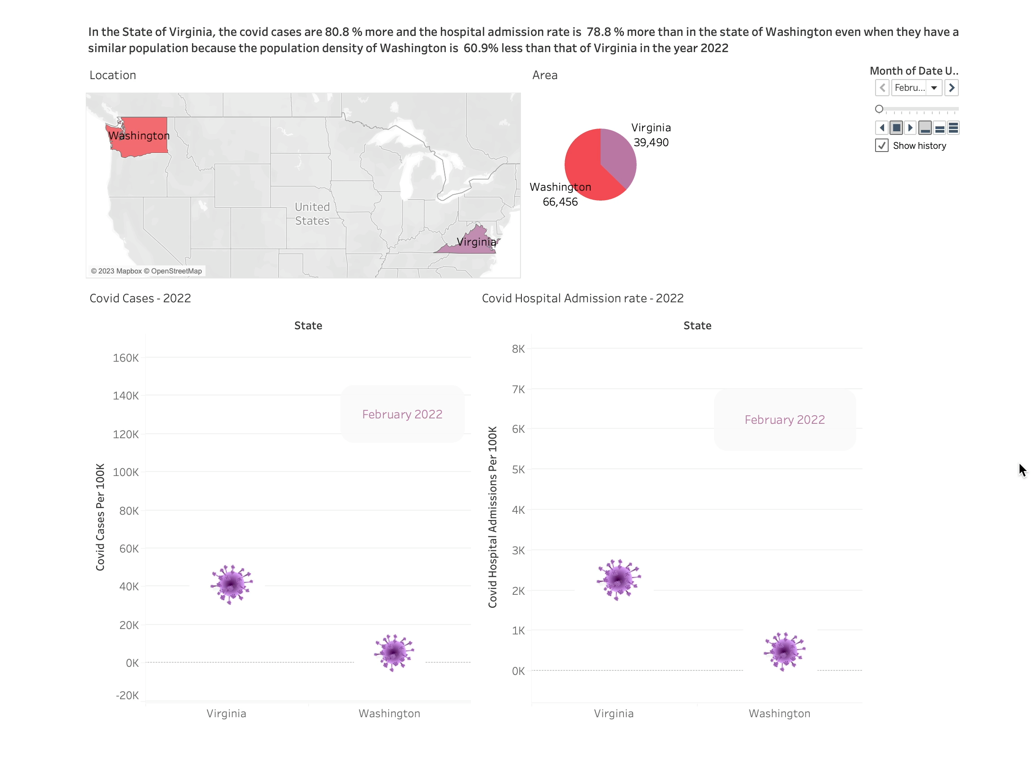 In the State of Virginia, the covid cases are 80.8 % more and the hospital admission rate is 78.8 % more than in the state of Washington even when they have a
similar population because the population density of Washington is 60.9% less than that of Virginia in the year 2022
Location
Area
Month of Date U..
Febru...
Show history
Washington
United
States
Virginia
© 2023 Mapbox © OpenStreetMap
Virginia
39,490
Washington
66,456
Covid Cases - 2022
State
Covid Cases Per 100K
160K
140K
120K
100K
80K
60K
40K
20K
0K
-20K
February 2022
Virginia
Washington
Covid Hospital Admission rate - 2022
State
Covid Hospital Admissions Per 100K
8K
7K
6K
5K
4K
3K
2K
1K
0K
February 2022
Virginia
Washington